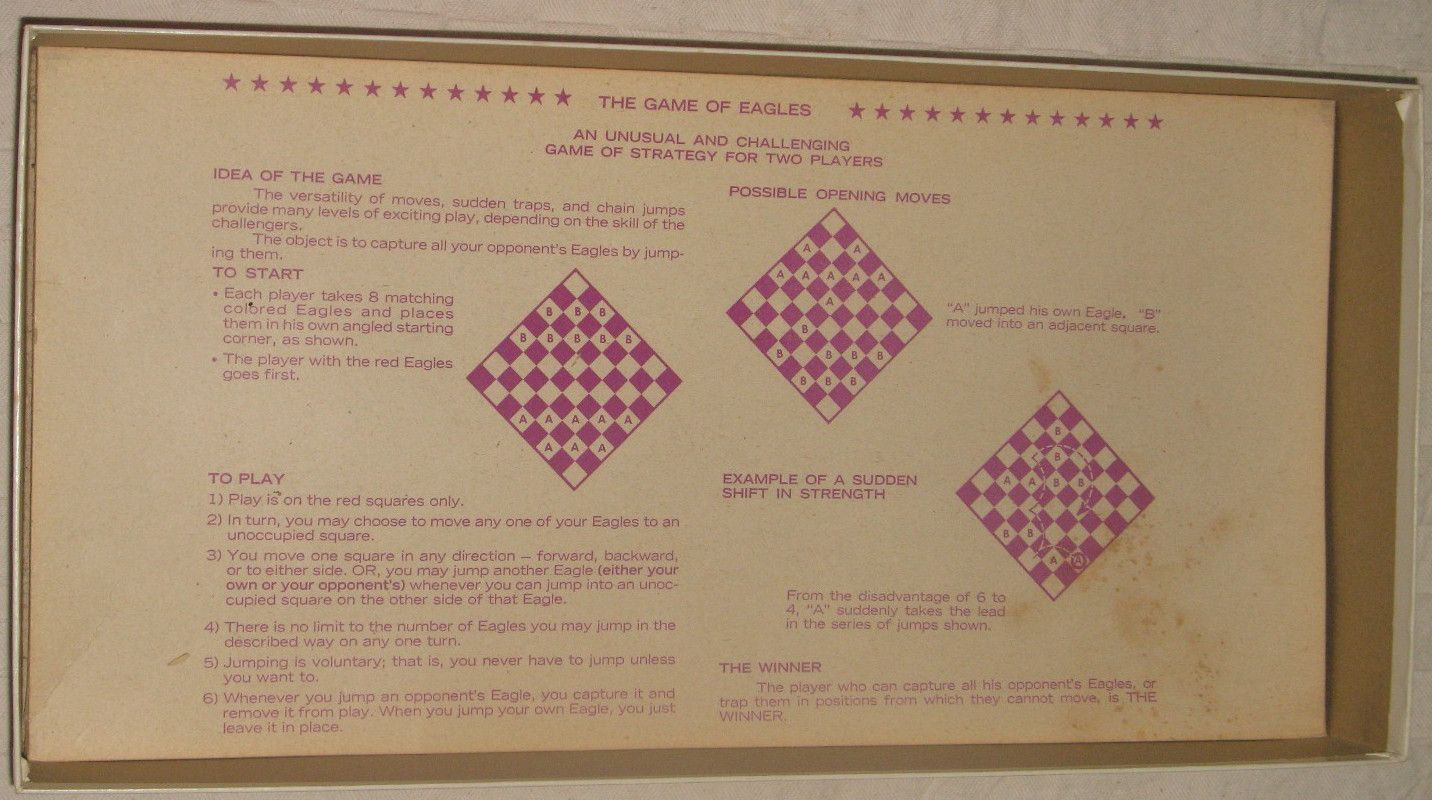 THE GAME OF EAGLES
AN UNUSUAL AND CHALLENGING
GAME OF STRATEGY FOR TWO PLAYERS
IDEA OF THE GAME
The versatility of moves, sudden traps, and chain jumps
provide many levels of exciting play, depending on the skill of the
challengers.
The object is to capture all your opponent's Eagles by jump-
ing them.
TO START
• Each player takes 8 matching
colored Eagles and places
them in his own angled starting
corner, as shown.
• The player with the red Eagles
goes first.
B B B
B B B B B
A A A A A
A A A
TO PLAY
1) Play is on the red squares only.
2) In turn, you may choose to move any one of your Eagles to an
unoccupied square.
3) You move one square in any direction – forward, backward,
or to either side. OR, you may jump another Eagle (either your
own or your opponent's) whenever you can jump into an unoc-
cupied square on the other side of that Eagle.
4) There is no limit to the number of Eagles you may jump in the
described way on any one turn.
5) Jumping is voluntary; that is, you never have to jump unless
you want to.
6) Whenever you jump an opponent's Eagle, you capture it and
remove it from play. When you jump your own Eagle, you just
leave it in place.
POSSIBLE OPENING MOVES
A A
A A A A A
A
B
B B B B
B B B
"A" jumped his own Eagle. "B"
moved into an adjacent square.
EXAMPLE OF A SUDDEN
SHIFT IN STRENGTH
B
B
A A B B
B
B B
A A
From the disadvantage of 6 to
4, "A" suddenly takes the lead
in the series of jumps shown.
THE WINNER
The player who can capture all his opponent's Eagles, or
trap them in positions from which they cannot move, is THE
WINNER.